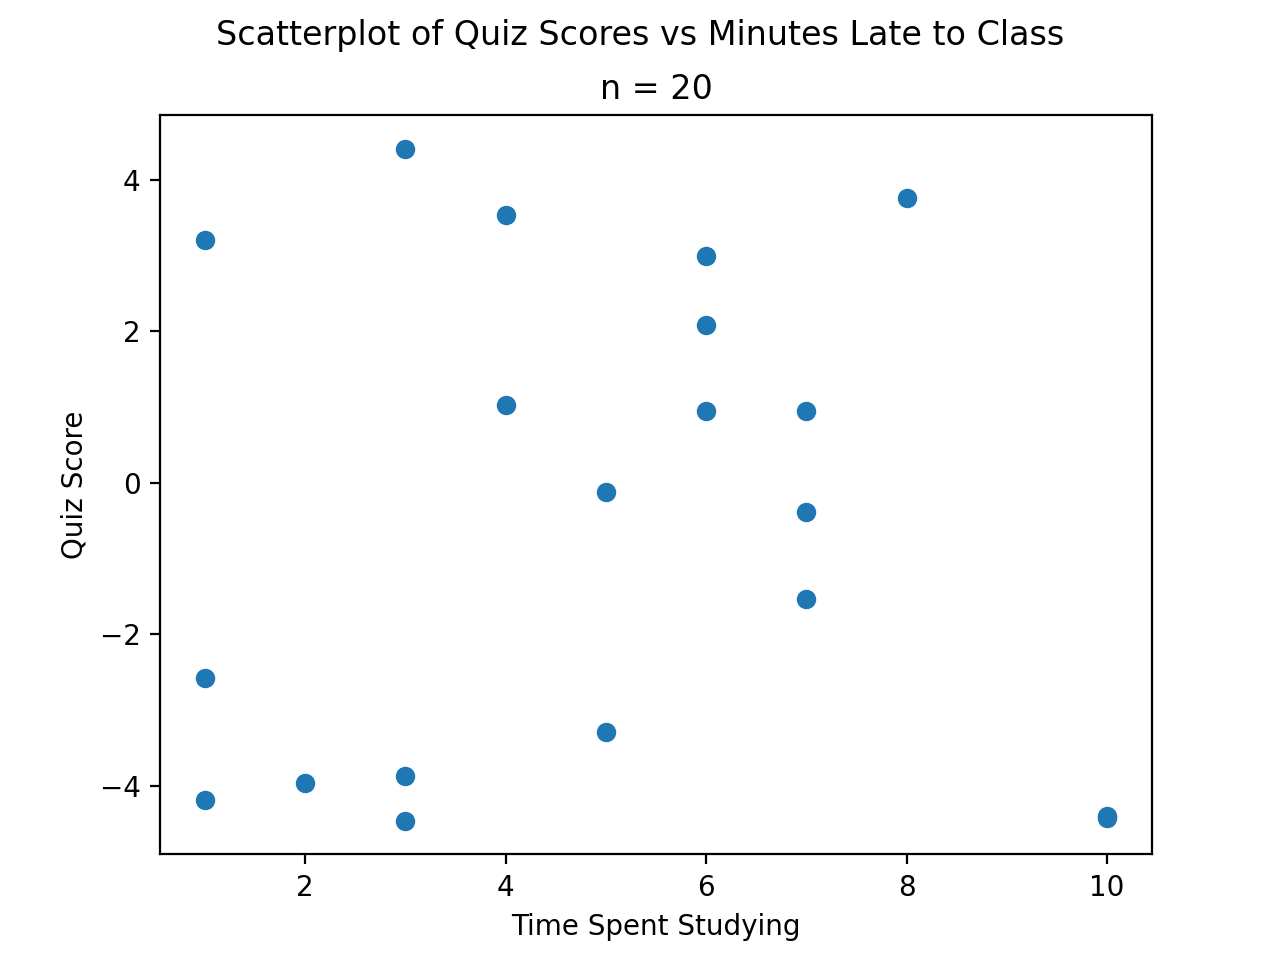 Scatterplot of Quiz Scores vs Minutes Late to Class
n = 20
4
2
0
−2
−4
Quiz Score
2 4 6 8 10
Time Spent Studying